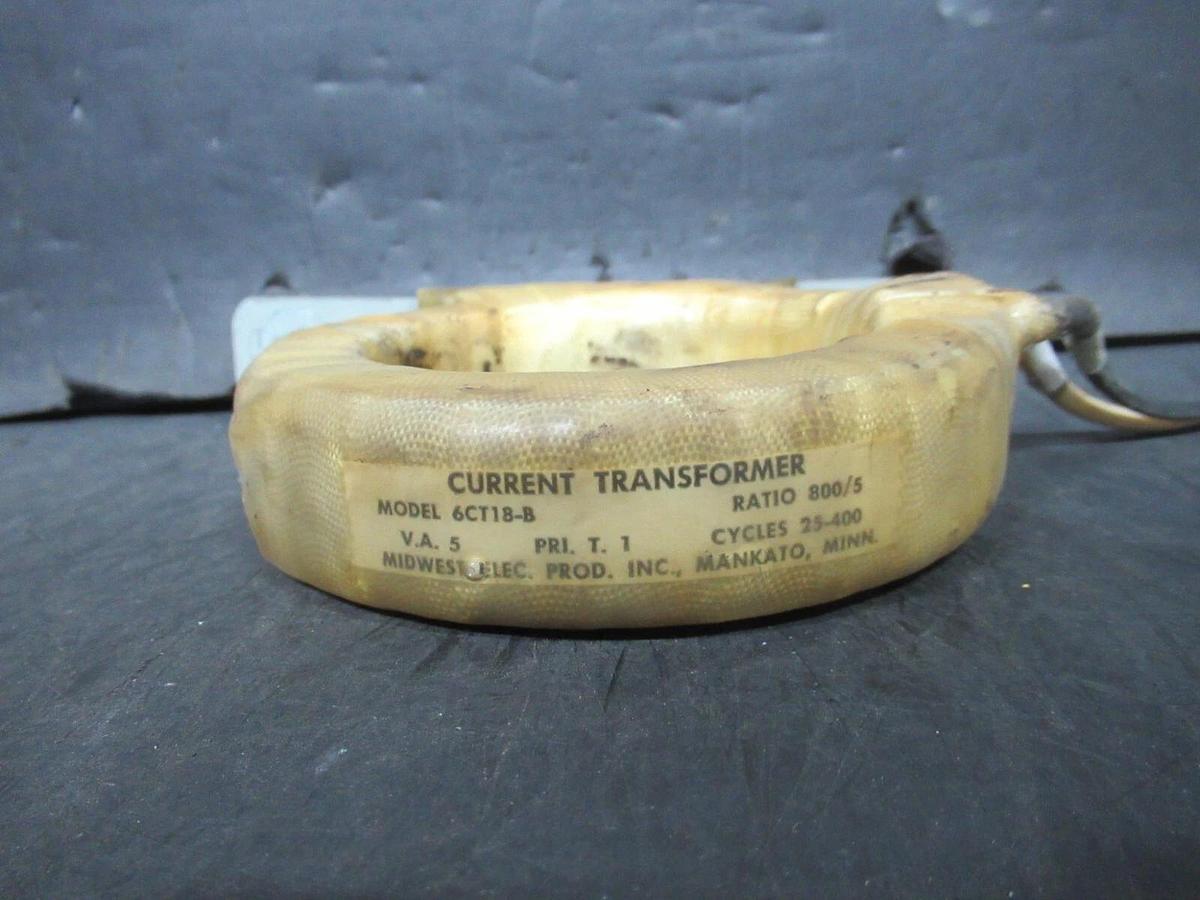 CURRENT TRANSFORMER
MODEL 6CT18-B RATIO 800/5
V.A. 5 PRI. T. 1 CYCLES 25-400
MIDWEST ELEC. PROD. INC., MANKATO, MINN.